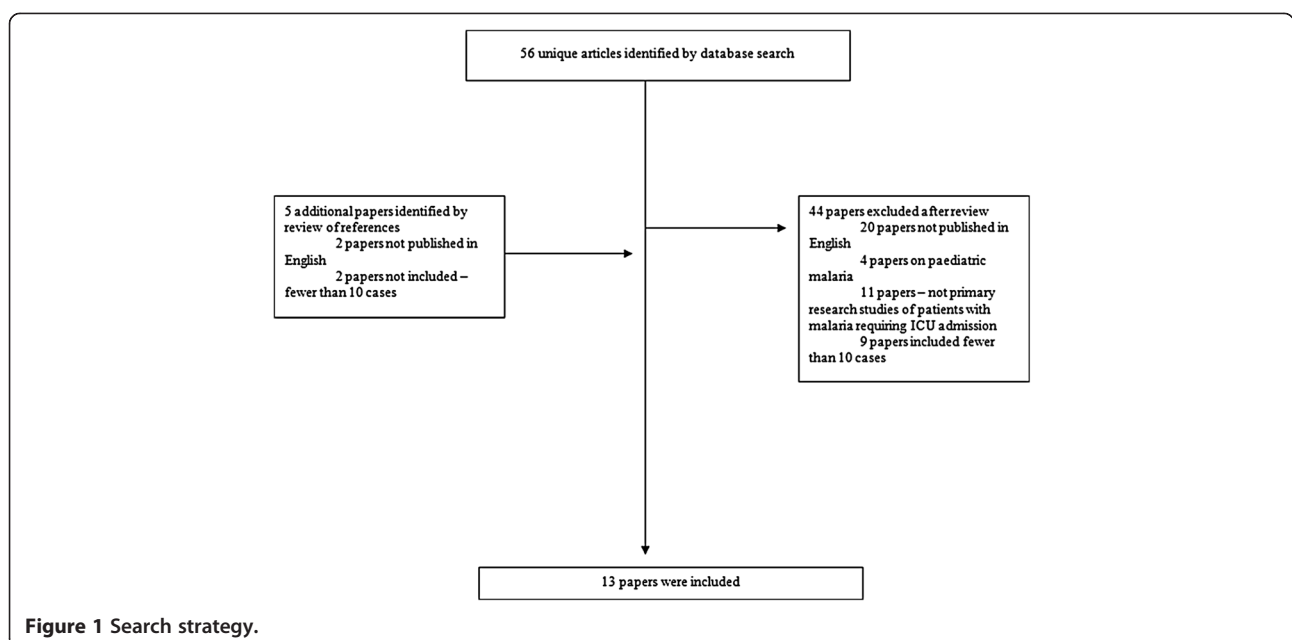 56 unique articles identified by database search
5 additional papers identified by
review of references
2 papers not published in
English
2 papers not included –
fewer than 10 cases
44 papers excluded after review
20 papers not published in
English
4 papers on paediatric
malaria
11 papers – not primary
research studies of patients with
malaria requiring ICU admission
9 papers included fewer
than 10 cases
13 papers were included
Figure 1 Search strategy.